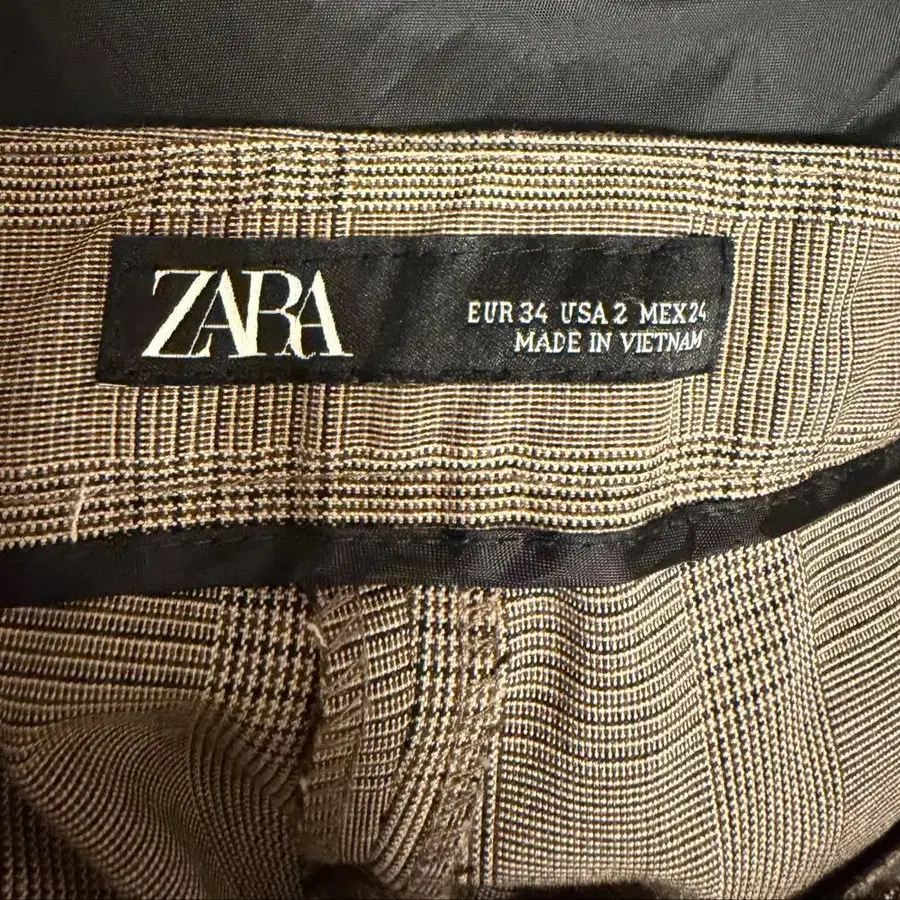 ZARA
EUR 34 USA 2 MEX 24
MADE IN VIETNAM